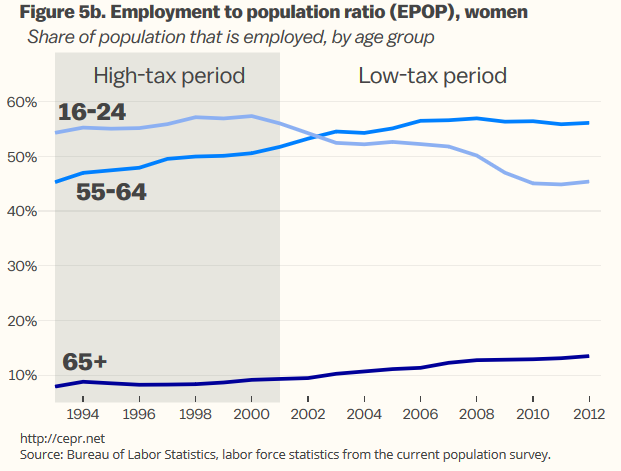 Figure 5b. Employment to population ratio (EPOP), women
Share of population that is employed, by age group
High-tax period Low-tax period
60%
16-24
50%
55-64
40%
30%
20%
65+
10%
1994 1996 1998 2000 2002 2004 2006 2008 2010 2012
http://cepr.net
Source: Bureau of Labor Statistics, labor force statistics from the current population survey.